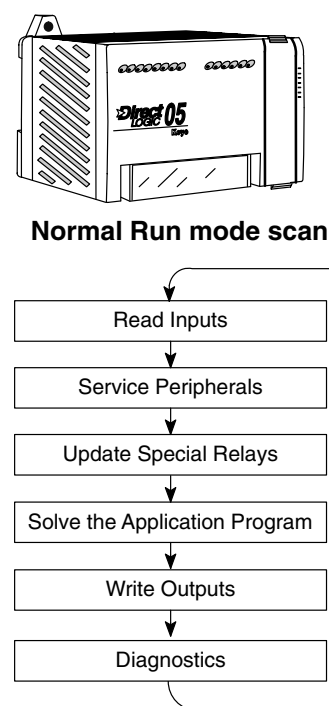 Direct
LOGIC 05
Koyo
Normal Run mode scan
Read Inputs
Service Peripherals
Update Special Relays
Solve the Application Program
Write Outputs
Diagnostics